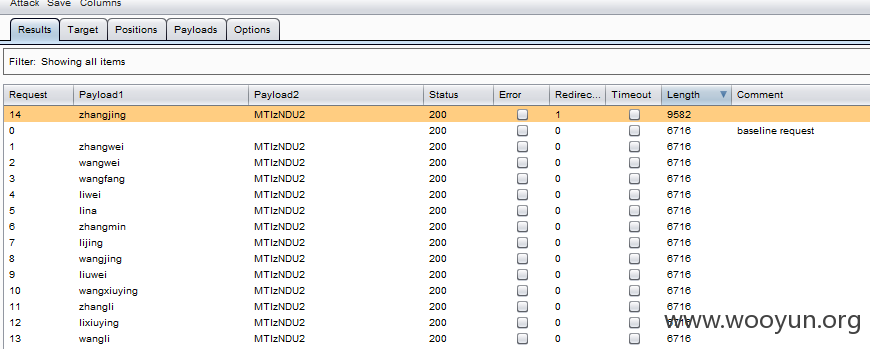 Attack Save Columns
Results Target Positions Payloads Options
Filter: Showing all items
Request Payload1 Payload2 Status Error Redirec... Timeout Length Comment
14 zhangjing MTIzNDU2 200 1 9582
0 200 0 6716 baseline request
1 zhangwei MTIzNDU2 200 0 6716
2 wangwei MTIzNDU2 200 0 6716
3 wangfang MTIzNDU2 200 0 6716
4 liwei MTIzNDU2 200 0 6716
5 lina MTIzNDU2 200 0 6716
6 zhangmin MTIzNDU2 200 0 6716
7 lijing MTIzNDU2 200 0 6716
8 wangjing MTIzNDU2 200 0 6716
9 liuwei MTIzNDU2 200 0 6716
10 wangxiuying MTIzNDU2 200 0 6716
11 zhangli MTIzNDU2 200 0 6716
12 lixiuying MTIzNDU2 200 0 6716
13 wangli MTIzNDU2 200 0 6716
www.wooyun.org